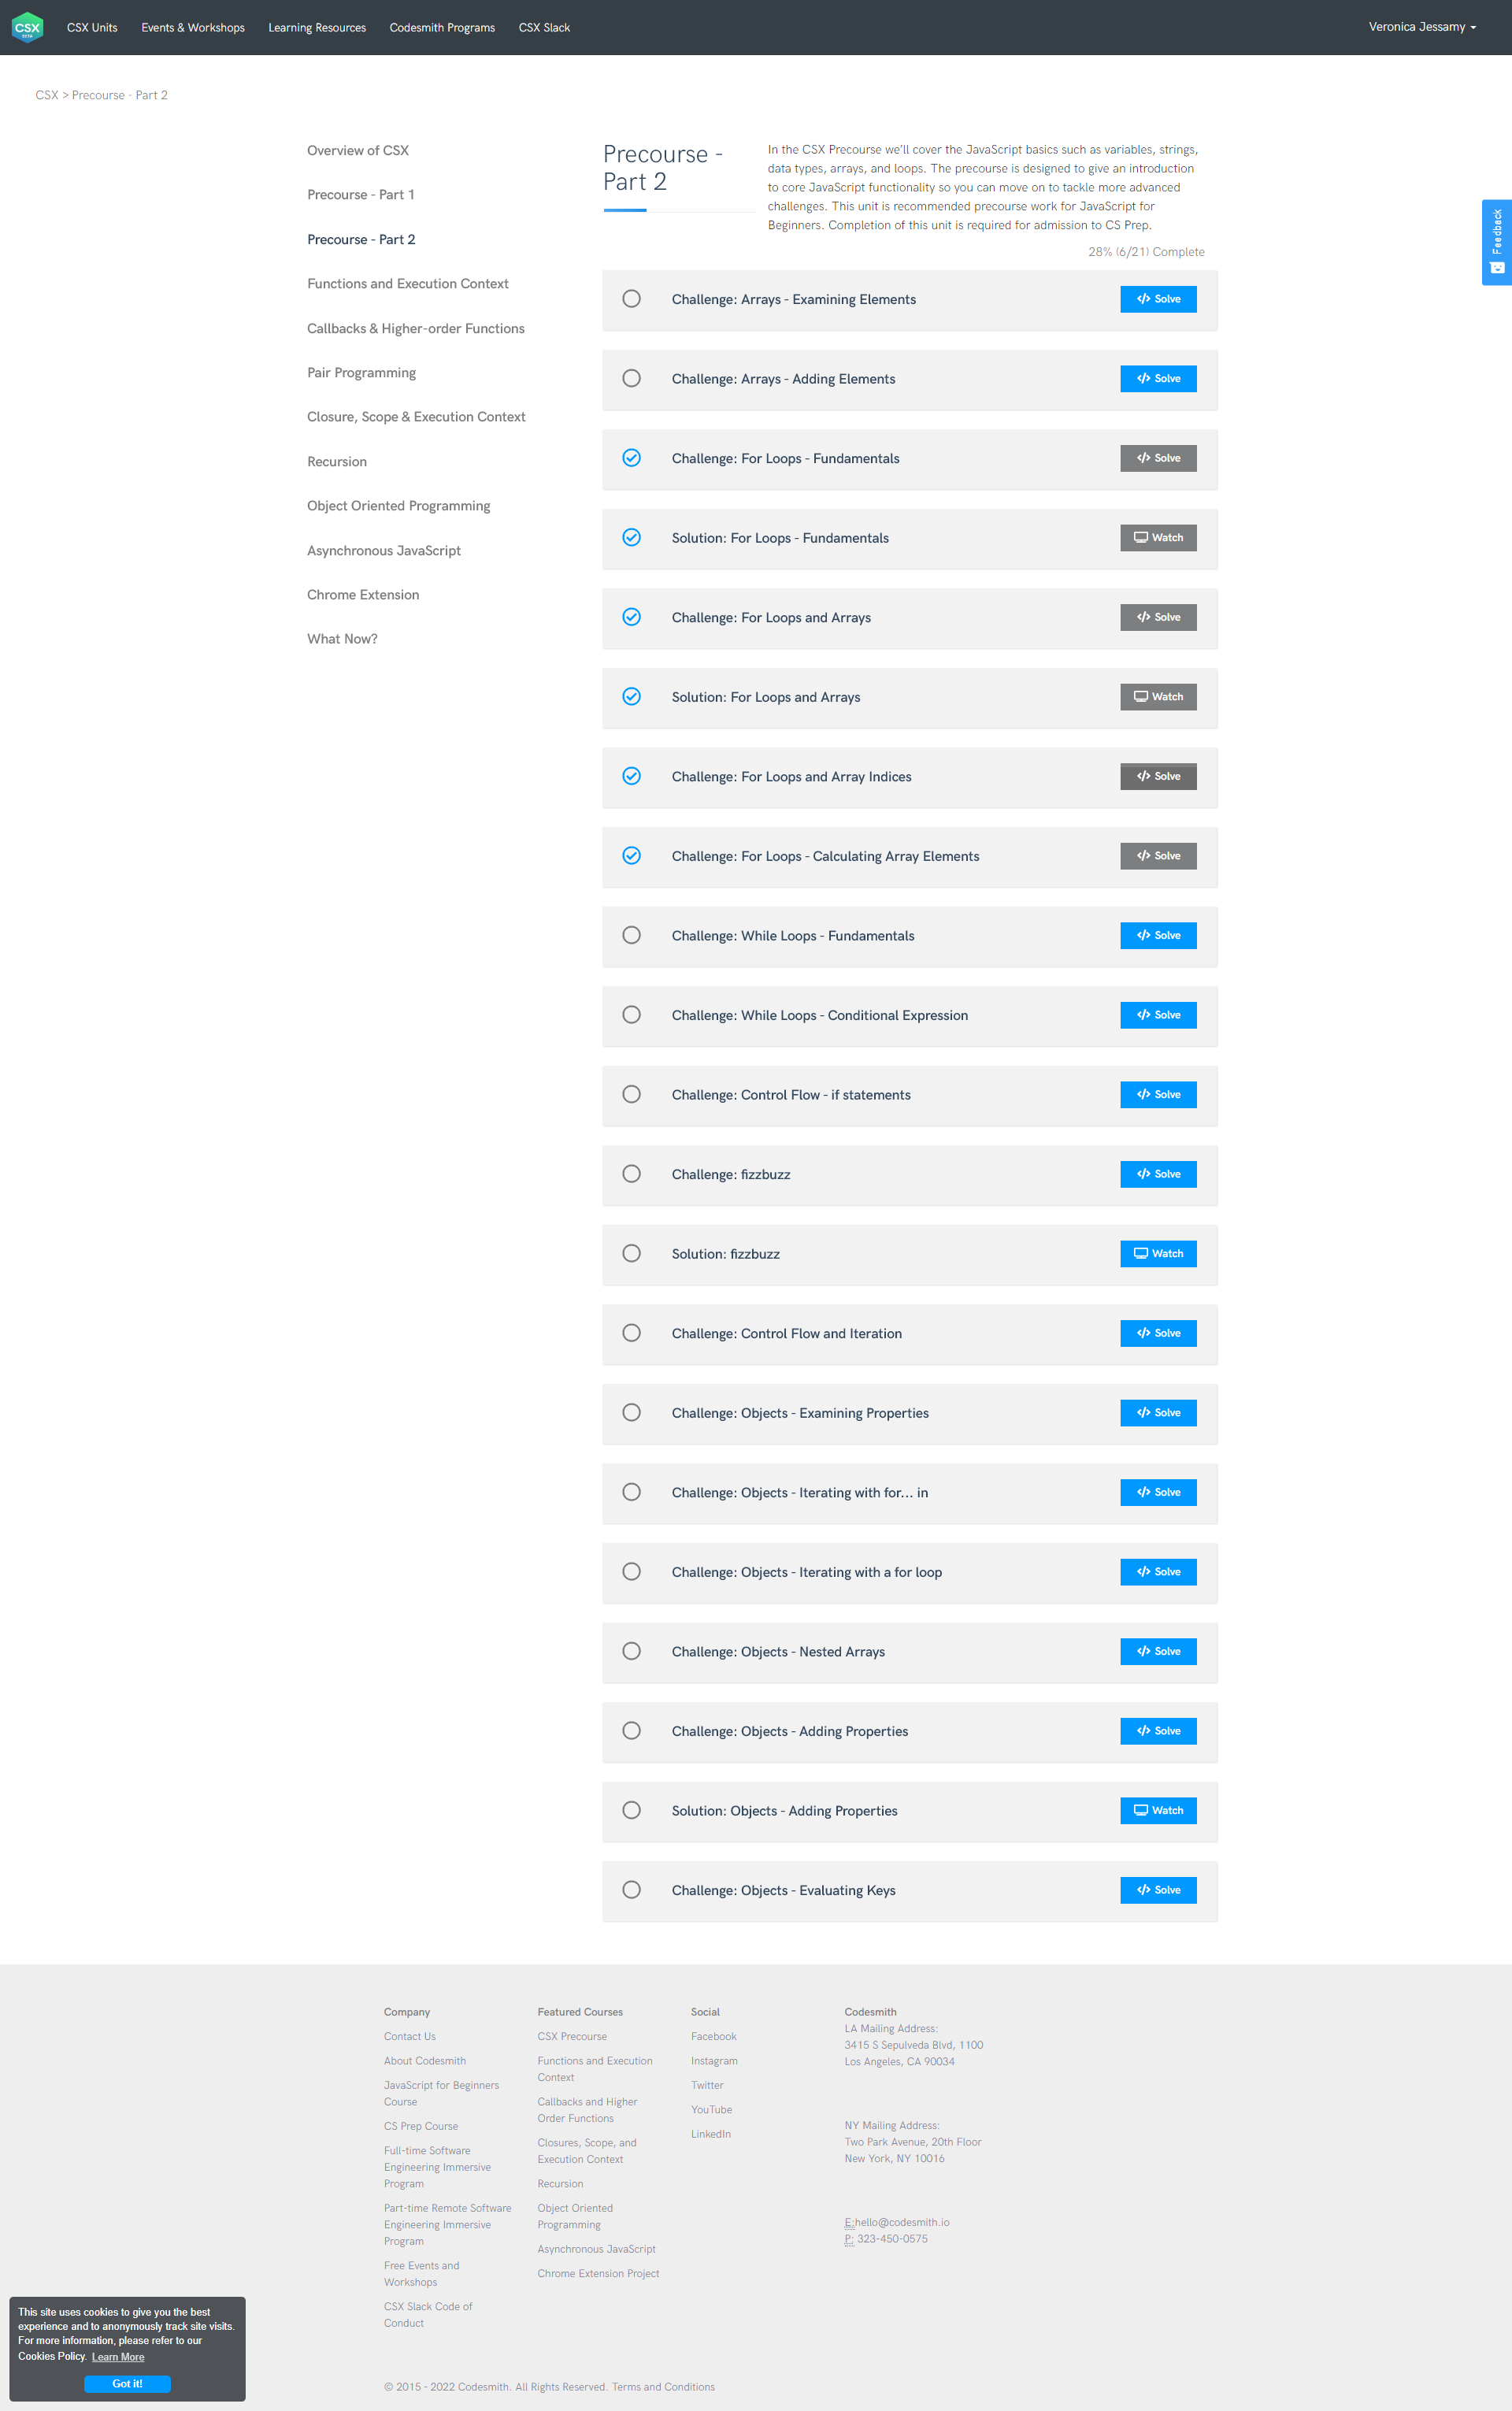 CSX
BETA
CSX Units
Events & Workshops
Learning Resources
Codesmith Programs
CSX Slack
Veronica Jessamy
CSX > Precourse - Part 2
Overview of CSX
Precourse - Part 1
Precourse - Part 2
Functions and Execution Context
Callbacks & Higher-order Functions
Pair Programming
Closure, Scope & Execution Context
Recursion
Object Oriented Programming
Asynchronous JavaScript
Chrome Extension
What Now?
Precourse -
Part 2
In the CSX Precourse we'll cover the JavaScript basics such as variables, strings,
data types, arrays, and loops. The precourse is designed to give an introduction
to core JavaScript functionality so you can move on to tackle more advanced
challenges. This unit is recommended precourse work for JavaScript for
Beginners. Completion of this unit is required for admission to CS Prep.
28% (6/21) Complete
Feedback
Challenge: Arrays - Examining Elements
</> Solve
Challenge: Arrays - Adding Elements
</> Solve
Challenge: For Loops - Fundamentals
</> Solve
Solution: For Loops - Fundamentals
Watch
Challenge: For Loops and Arrays
</> Solve
Solution: For Loops and Arrays
Watch
Challenge: For Loops and Array Indices
</> Solve
Challenge: For Loops - Calculating Array Elements
</> Solve
Challenge: While Loops - Fundamentals
</> Solve
Challenge: While Loops - Conditional Expression
</> Solve
Challenge: Control Flow - if statements
</> Solve
Challenge: fizzbuzz
</> Solve
Solution: fizzbuzz
Watch
Challenge: Control Flow and Iteration
</> Solve
Challenge: Objects - Examining Properties
</> Solve
Challenge: Objects - Iterating with for... in
</> Solve
Challenge: Objects - Iterating with a for loop
</> Solve
Challenge: Objects - Nested Arrays
</> Solve
Challenge: Objects - Adding Properties
</> Solve
Solution: Objects - Adding Properties
Watch
Challenge: Objects - Evaluating Keys
</> Solve
Company
Contact Us
About Codesmith
JavaScript for Beginners
Course
CS Prep Course
Full-time Software
Engineering Immersive
Program
Part-time Remote Software
Engineering Immersive
Program
Free Events and
Workshops
CSX Slack Code of
Conduct
Featured Courses
CSX Precourse
Functions and Execution
Context
Callbacks and Higher
Order Functions
Closures, Scope, and
Execution Context
Recursion
Object Oriented
Programming
Asynchronous JavaScript
Chrome Extension Project
Social
Facebook
Instagram
Twitter
YouTube
LinkedIn
Codesmith
LA Mailing Address:
3415 S Sepulveda Blvd, 1100
Los Angeles, CA 90034
NY Mailing Address:
Two Park Avenue, 20th Floor
New York, NY 10016
E:hello@codesmith.io
P: 323-450-0575
© 2015 - 2022 Codesmith. All Rights Reserved. Terms and Conditions
This site uses cookies to give you the best
experience and to anonymously track site visits.
For more information, please refer to our
Cookies Policy. Learn More
Got it!